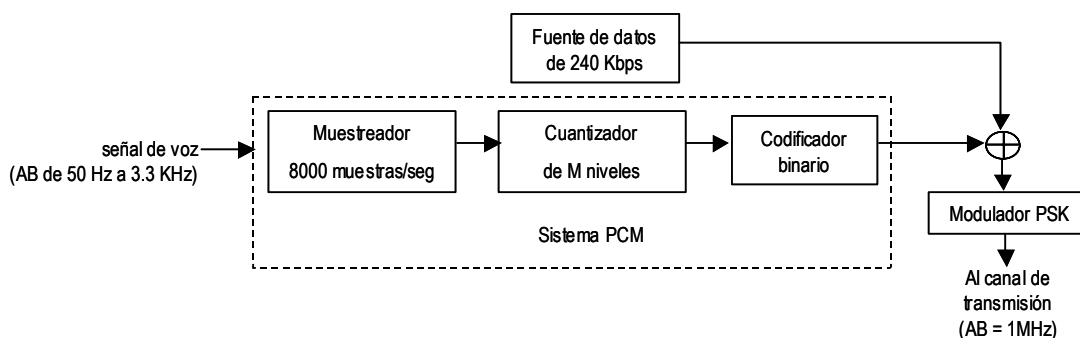 Fuente de datos
de 240 Kbps
señal de voz
(AB de 50 Hz a 3.3 KHz)
Muestreador
8000 muestras/seg
Cuantizador
de M niveles
Codificador
binario
Sistema PCM
Modulador PSK
Al canal de
transmisión
(AB = 1MHz)